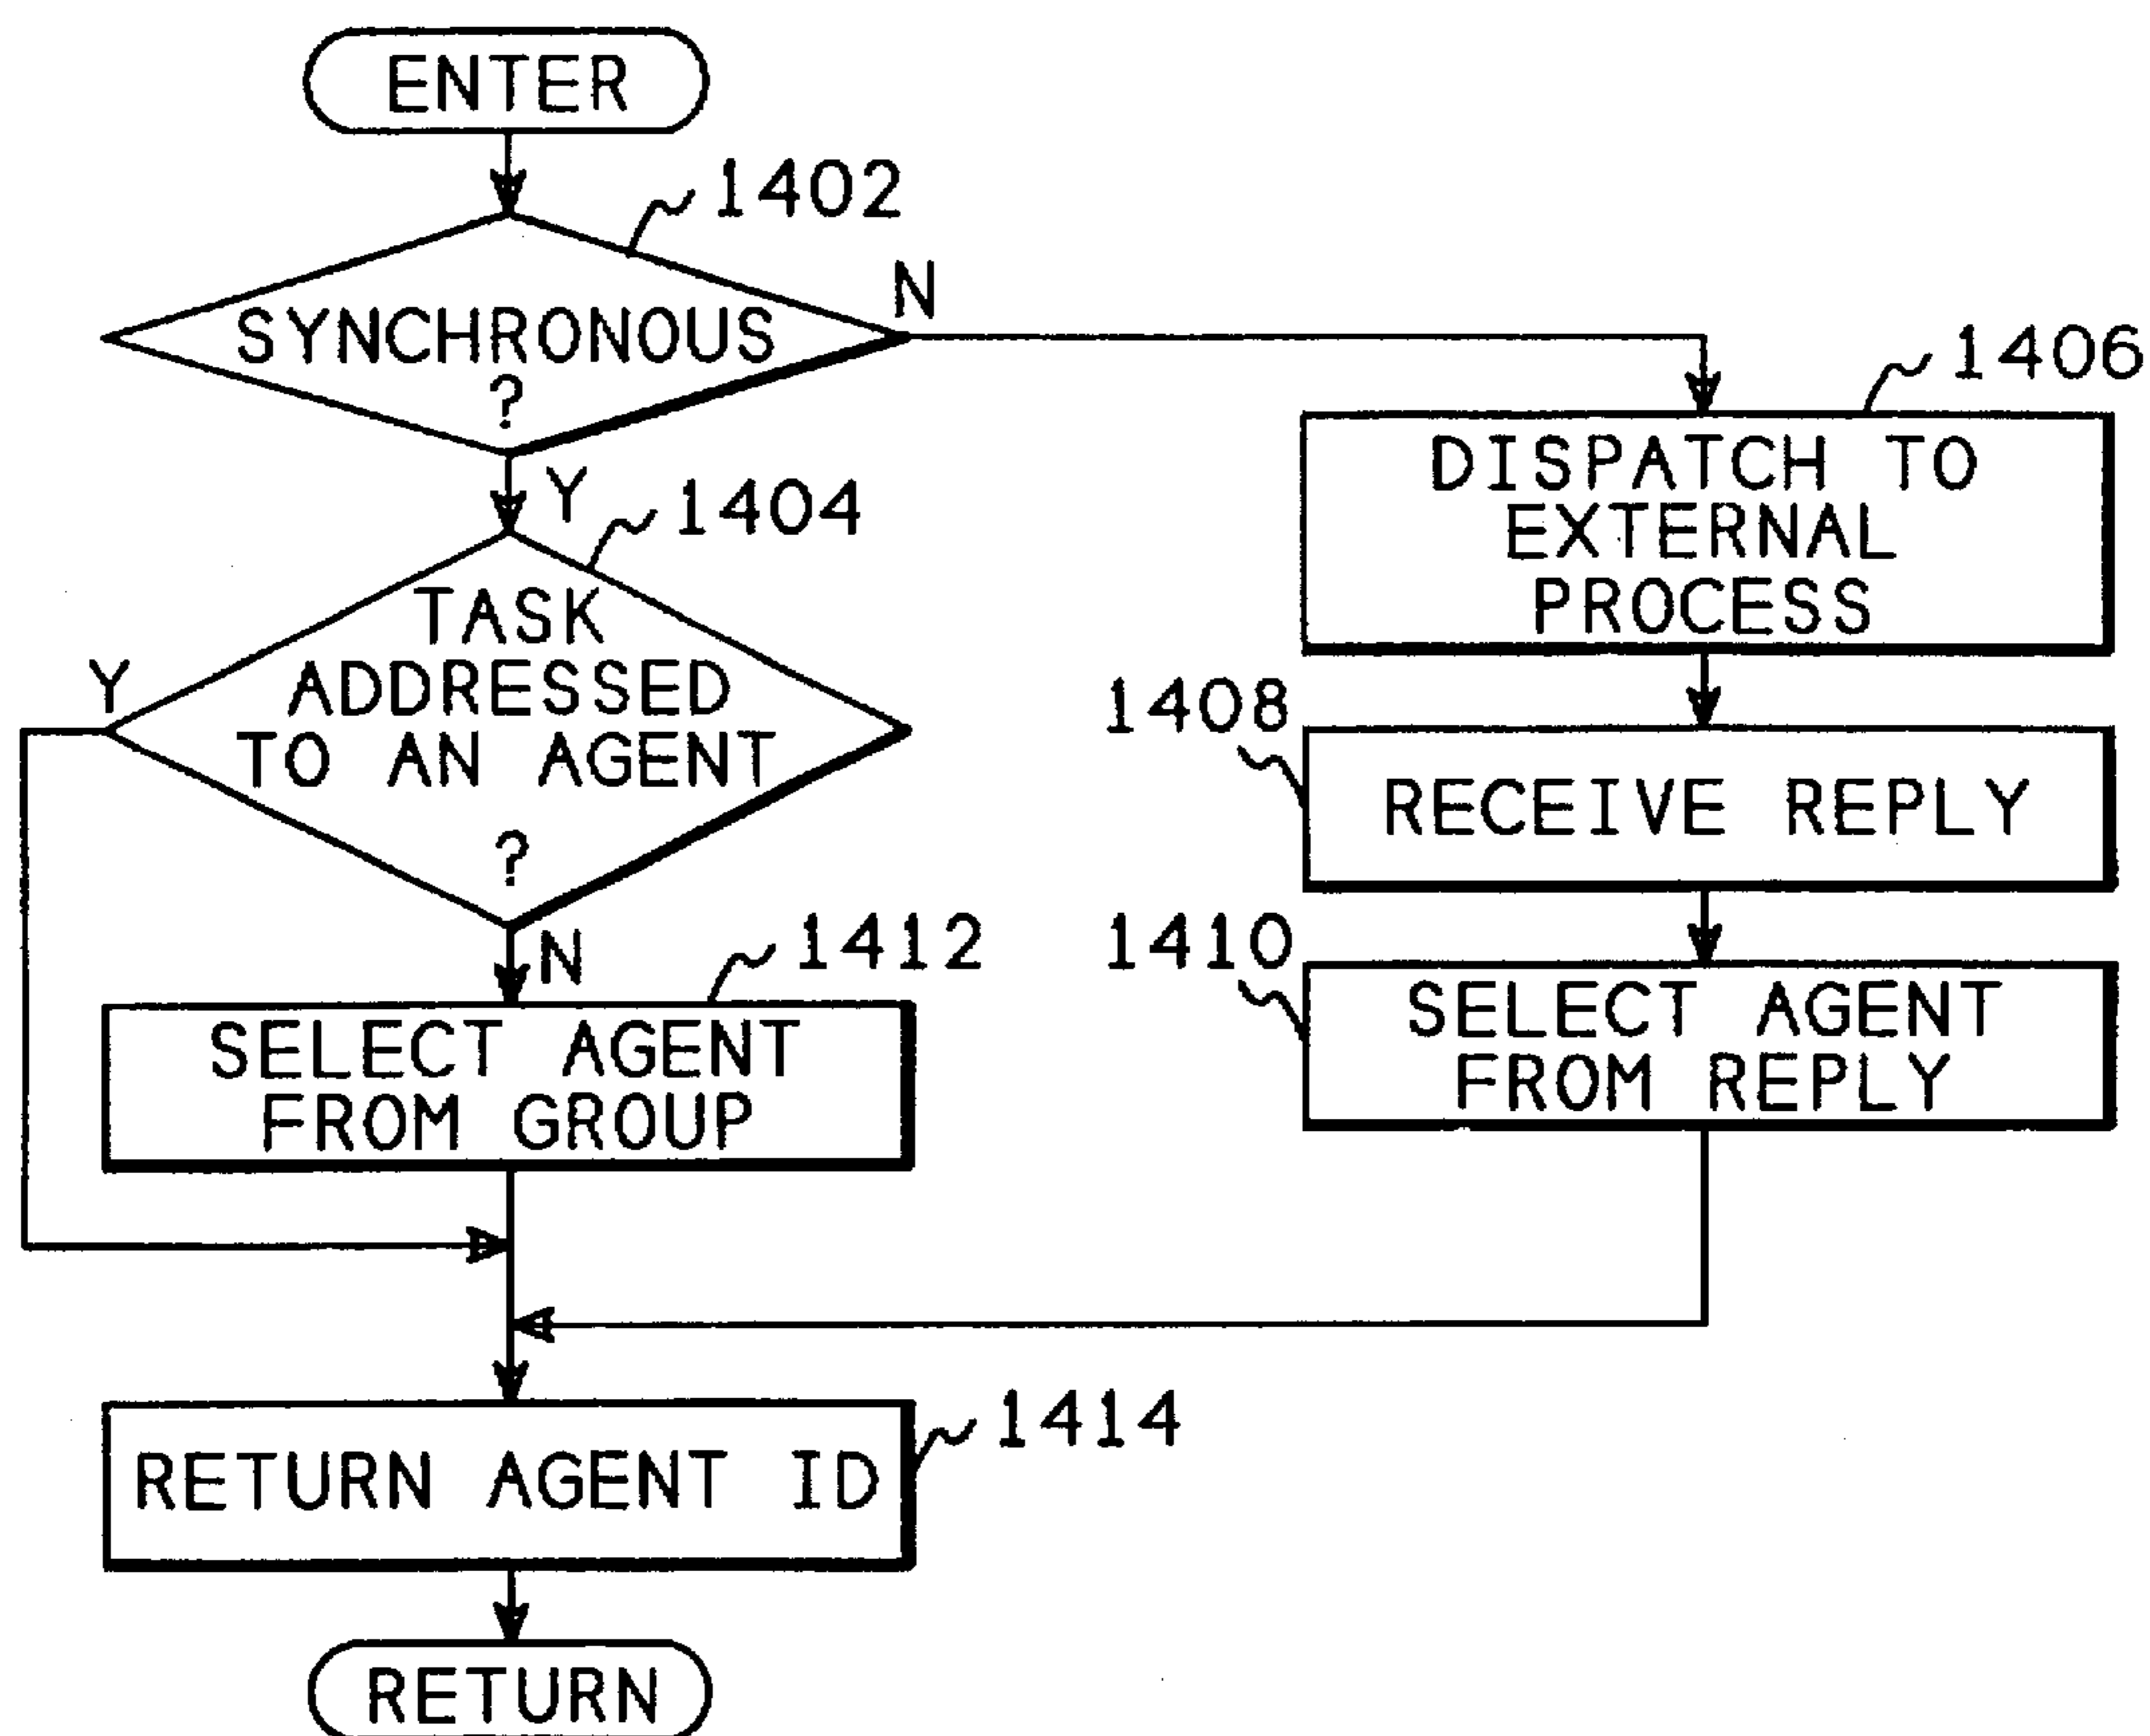 ENTER
1402
SYNCHRONOUS
?
N
Y
1404
TASK
ADDRESSED
TO AN AGENT
?
Y
N
1406
DISPATCH TO
EXTERNAL
PROCESS
1408
RECEIVE REPLY
1410
SELECT AGENT
FROM REPLY
1412
SELECT AGENT
FROM GROUP
1414
RETURN AGENT ID
RETURN